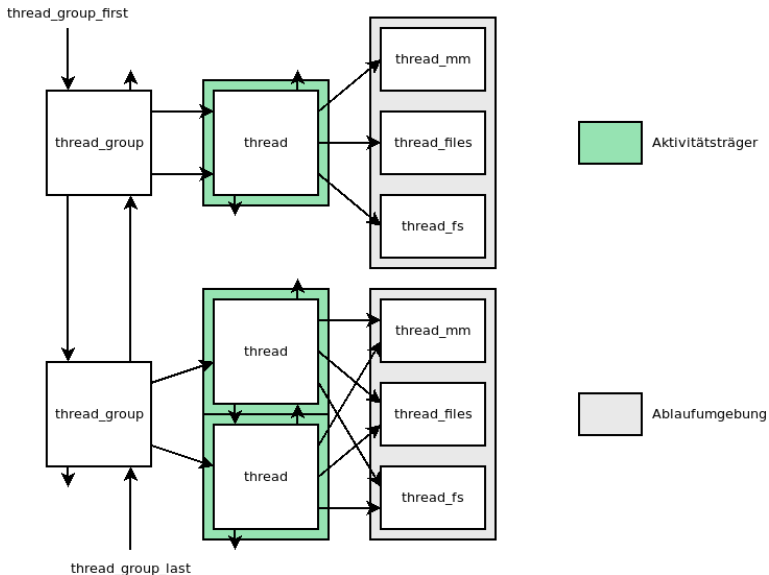 thread_group_first
thread_mm
thread_group
thread
thread_files
Aktivitätsträger
thread_fs
thread_mm
thread
thread_group
thread_files
Ablaufumgebung
thread
thread_fs
thread_group_last